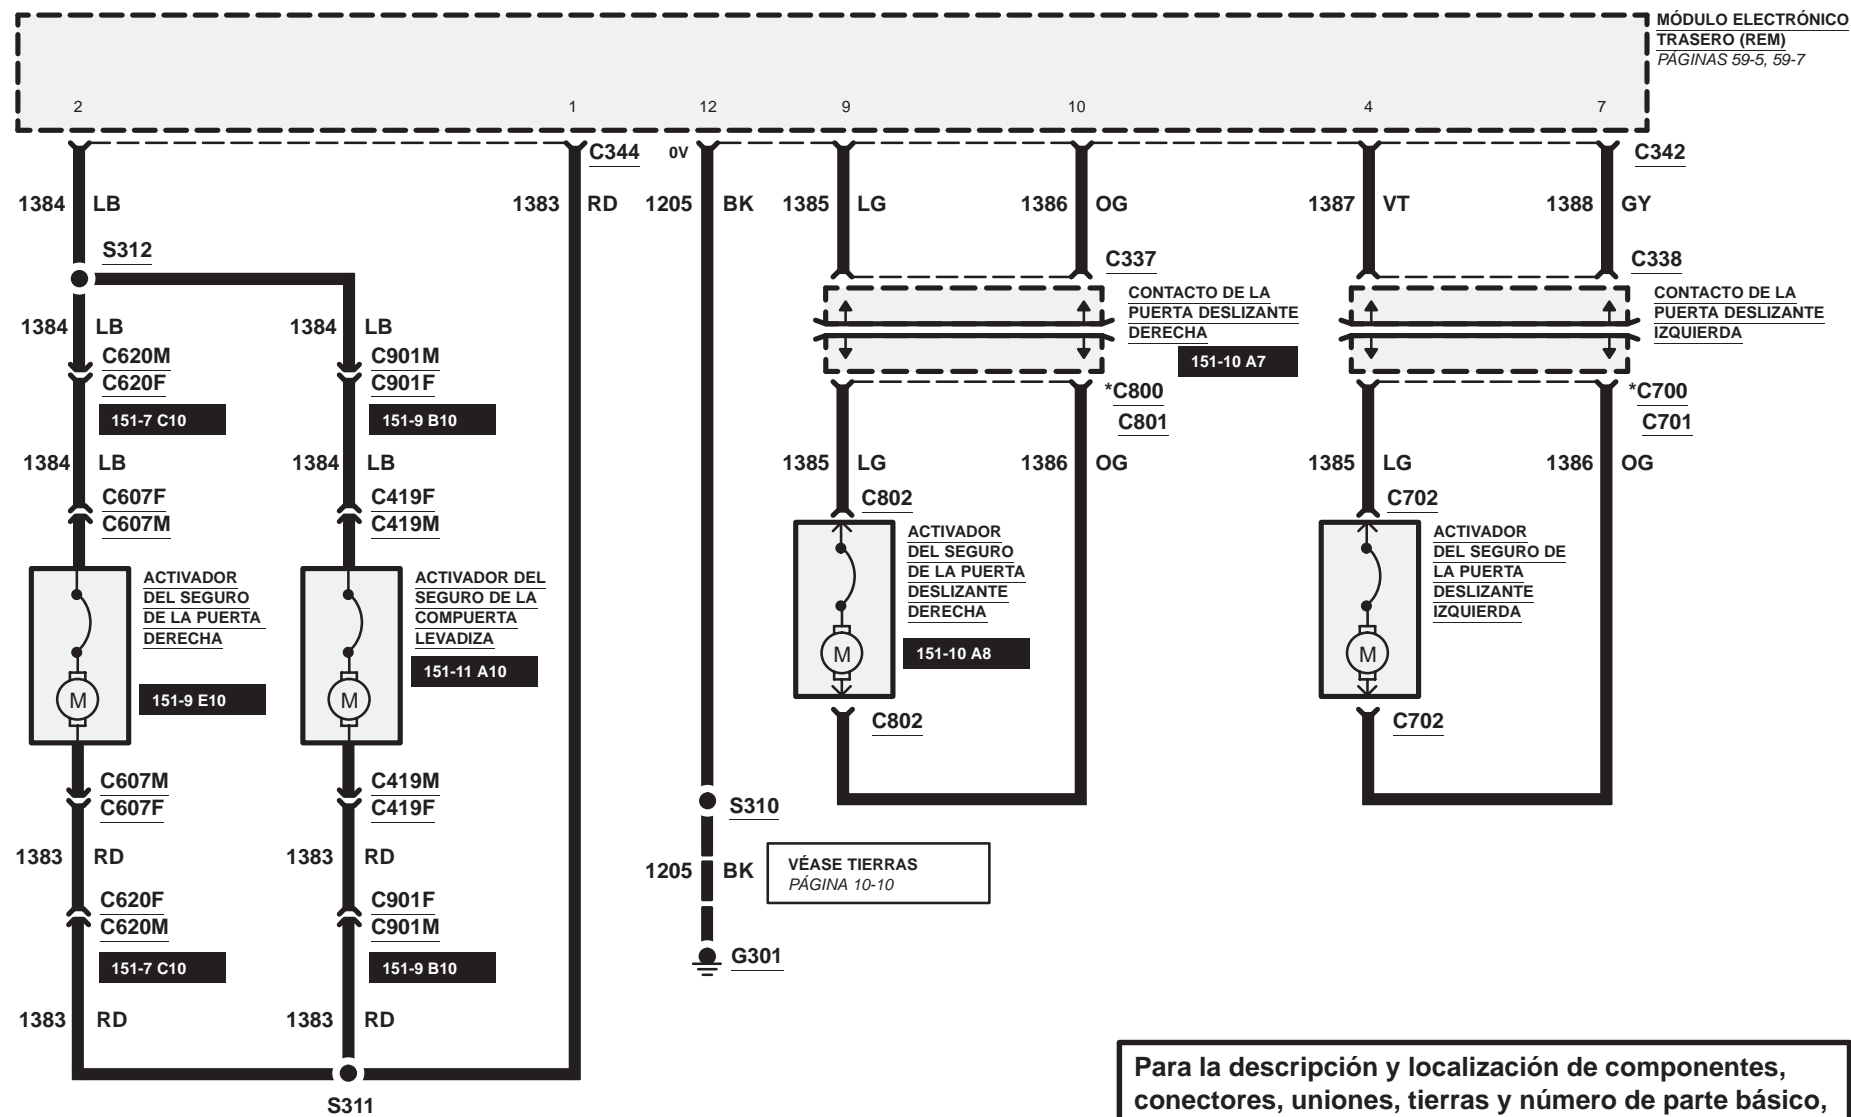 MÓDULO ELECTRÓNICO
TRASERO (REM)
PÁGINAS 59-5, 59-7
2 1 12 9 10 4 7
C344 0V C342
1384 LB 1383 RD 1205 BK 1385 LG 1386 OG 1387 VT 1388 GY
S312 C337 C338
CONTACTO DE LA
PUERTA DESLIZANTE
DERECHA
151-10 A7
CONTACTO DE LA
PUERTA DESLIZANTE
IZQUIERDA
1384 LB 1384 LB
C620M C901M
C620F C901F
151-7 C10 151-9 B10
*C800 *C700
C801 C701
1384 LB 1384 LB 1385 LG 1386 OG 1385 LG 1386 OG
C607F C419F C802 C702
C607M C419M
ACTIVADOR
DEL SEGURO
DE LA PUERTA
DERECHA
151-9 E10
M
ACTIVADOR DEL
SEGURO DE LA
COMPUERTA
LEVADIZA
151-11 A10
M
ACTIVADOR
DEL SEGURO
DE LA PUERTA
DESLIZANTE
DERECHA
151-10 A8
M
ACTIVADOR
DEL SEGURO DE
LA PUERTA
DESLIZANTE
IZQUIERDA
M
C802 C702
C607M C419M
C607F C419F
S310
1383 RD 1383 RD 1205 BK
VÉASE TIERRAS
PÁGINA 10-10
C620F C901F
C620M C901M
151-7 C10 151-9 B10
G301
1383 RD 1383 RD
S311
Para la descripción y localización de componentes,
conectores, uniones, tierras y número de parte básico,